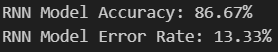 RNN Model Accuracy: 86.67%
RNN Model Error Rate: 13.33%